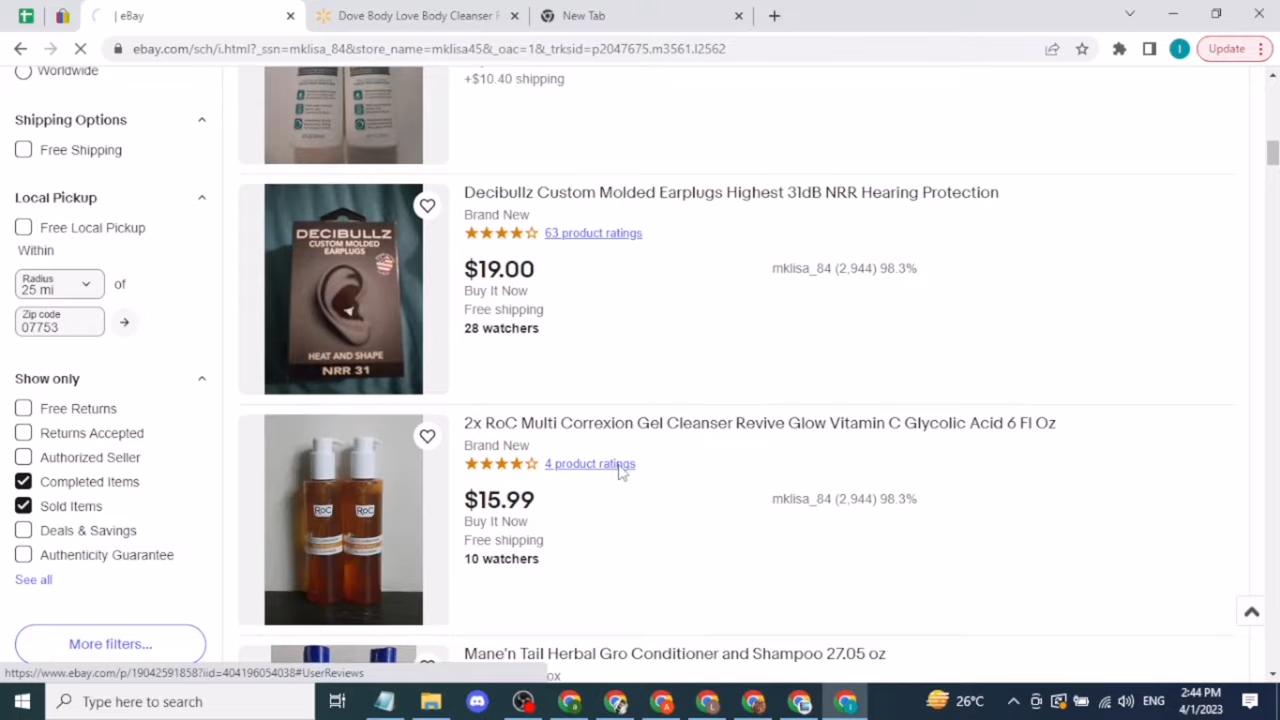 | eBay
Dove Body Love Body Cleanser F
New Tab
ebay.com/sch/i.html?_ssn=mklisa_84&store_name=mklisa45&_oac=1&_trksid=p2047675.m3561.l2562
Update
Worldwide
Shipping Options
Free Shipping
Local Pickup
Free Local Pickup
Within
Radius
25 mi
of
Zip code
07753
Show only
Free Returns
Returns Accepted
Authorized Seller
Completed Items
Sold Items
Deals & Savings
Authenticity Guarantee
See all
More filters...
+$10.40 shipping
DECIBULLZ
CUSTOM MOLDED
EARPLUGS
HEAT AND SHAPE
NRR 31
Decibullz Custom Molded Earplugs Highest 31dB NRR Hearing Protection
Brand New
63 product ratings
$19.00
mklisa_84 (2,944) 98.3%
Buy It Now
Free shipping
28 watchers
RoC
RoC
2x RoC Multi Correxion Gel Cleanser Revive Glow Vitamin C Glycolic Acid 6 Fl Oz
Brand New
4 product ratings
$15.99
mklisa_84 (2,944) 98.3%
Buy It Now
Free shipping
10 watchers
Mane'n Tail Herbal Gro Conditioner and Shampoo 27.05 oz
ox
https://www.ebay.com/p/19042591858?iid=404196054038#UserReviews
Type here to search
26°C
ENG
2:44 PM
4/1/2023